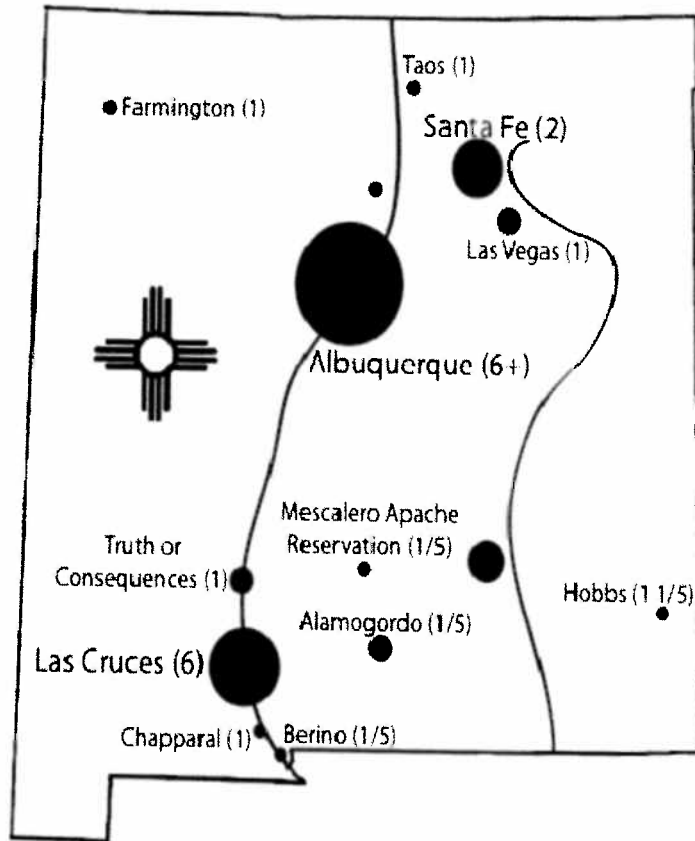 Taos (1)
Farmington (1)
Santa Fe (2)
Las Vegas (1)
Albuquerque (6+)
Mescalero Apache
Reservation (1/5)
Truth or
Consequences (1)
Hobbs (1 1/5)
Alamogordo (1/5)
Las Cruces (6)
Chapparal (1)
Berino (1/5)